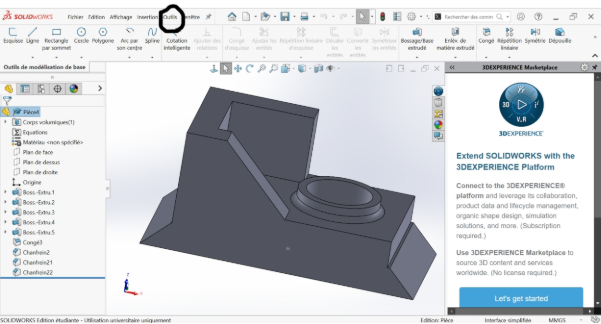 SOLIDWORKS
Fichier Edition Affichage Insertion Outils Fenêtre
Rechercher des comm
Esquisse Ligne Rectangle par sommet Cercle Polygone Arc par son centre Spline Cotation intelligente Ajouter des relations Congé d'esquisse Ajuster les entités Répétition linéaire d'esquisse Décaler les entités Convertir les entités Symétriser les entités Bossage/Base extrudé Enlèv. de matière extrudé Congé Répétition linéaire Symétrie Dépouille
Outils de modélisation de base
3DEXPERIENCE Marketplace
Pièce4
Corps volumiques(1)
Equations
Matériau <non spécifié>
Plan de face
Plan de dessus
Plan de droite
Origine
Boss.-Extru.1
Boss.-Extru.2
Boss.-Extru.3
Boss.-Extru.4
Boss.-Extru.5
Congé3
Chanfrein2
Chanfrein21
Chanfrein22
3D
V.R
3DEXPERIENCE
Extend SOLIDWORKS with the
3DEXPERIENCE Platform
Connect to the 3DEXPERIENCE®
platform and leverage its collaboration,
product data and lifecycle management,
organic shape design, simulation
solutions, and more. (Subscription
required.)
Use 3DEXPERIENCE Marketplace to
source 3D content and services
worldwide. (No license required.)
Let's get started
SOLIDWORKS Edition étudiante - Utilisation universitaire uniquement
Edition: Pièce
Interface simplifiée
MMGS